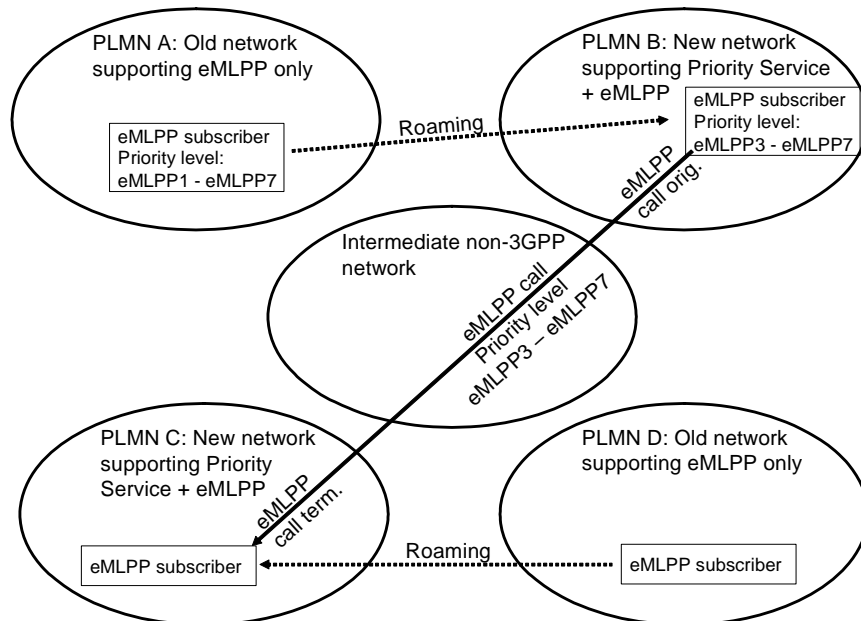 PLMN A: Old network
supporting eMLPP only
eMLPP subscriber
Priority level:
eMLPP1 - eMLPP7
Roaming
PLMN B: New network
supporting Priority Service
+ eMLPP
eMLPP subscriber
Priority level:
eMLPP3 - eMLPP7
eMLPP
call orig.
Intermediate non-3GPP
network
eMLPP call
Priority level
eMLPP3 – eMLPP7
PLMN C: New network
supporting Priority
Service + eMLPP
eMLPP
call term.
eMLPP subscriber
Roaming
PLMN D: Old network
supporting eMLPP only
eMLPP subscriber